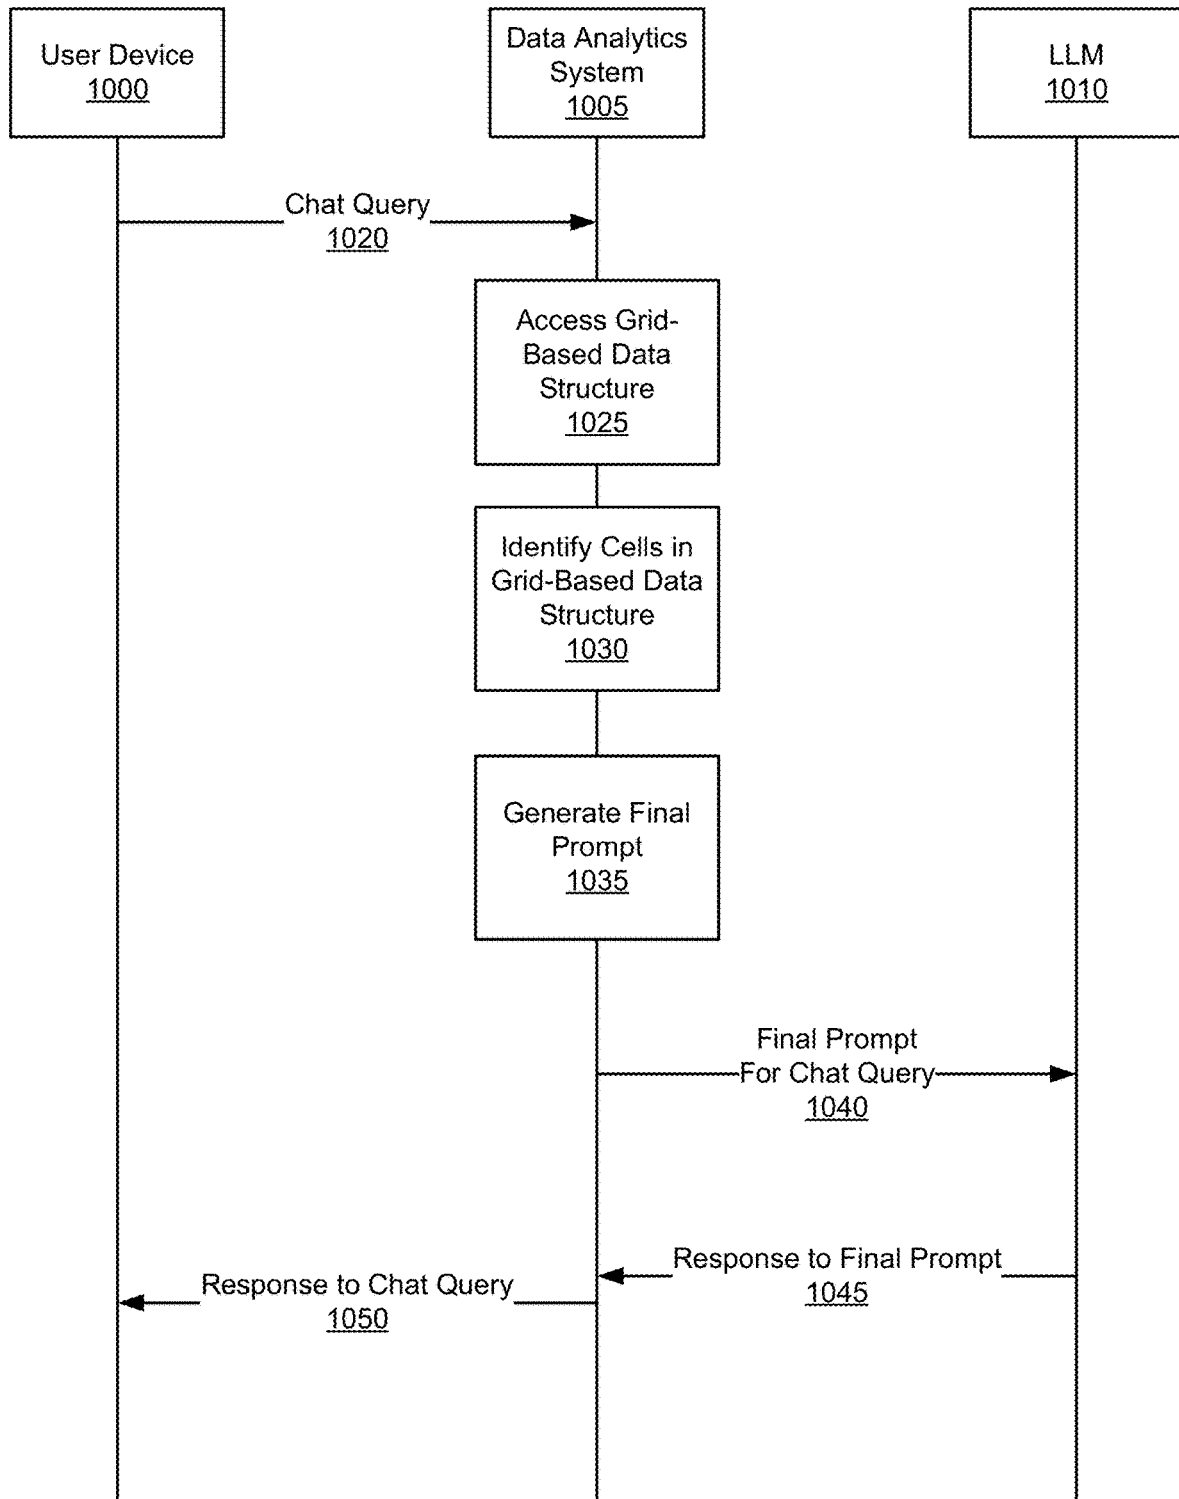 User Device
1000
Data Analytics
System
1005
LLM
1010
Chat Query
1020
Access Grid-
Based Data
Structure
1025
Identify Cells in
Grid-Based Data
Structure
1030
Generate Final
Prompt
1035
Final Prompt
For Chat Query
1040
Response to Final Prompt
1045
Response to Chat Query
1050